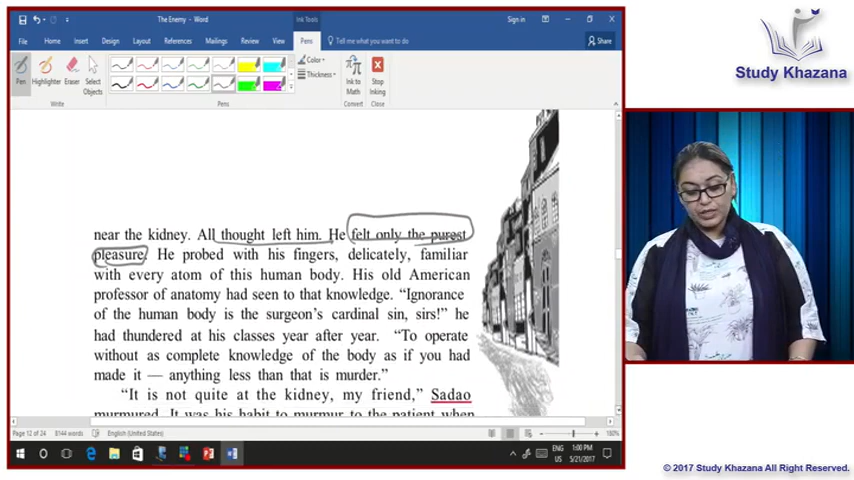 The Enemy - Word
Ink Tools
Sign in
File
Home
Insert
Design
Layout
References
Mailings
Review
View
Pens
Tell me what you want to do
Share
Pen
Highlighter
Eraser
Select Objects
Color
Thickness
Ink to Math
Stop Inking
Write
Pens
Convert
Close
Study Khazana
near the kidney. All thought left him. He felt only the purest
pleasure. He probed with his fingers, delicately, familiar
with every atom of this human body. His old American
professor of anatomy had seen to that knowledge. “Ignorance
of the human body is the surgeon’s cardinal sin, sirs!” he
had thundered at his classes year after year. “To operate
without as complete knowledge of the body as if you had
made it — anything less than that is murder.”
“It is not quite at the kidney, my friend,” Sadao
murmured. It was his habit to murmur to the patient when
Page 12 of 24
8144 words
English (United States)
180%
ENG
US
1:00 PM
5/21/2017
© 2017 Study Khazana All Right Reserved.